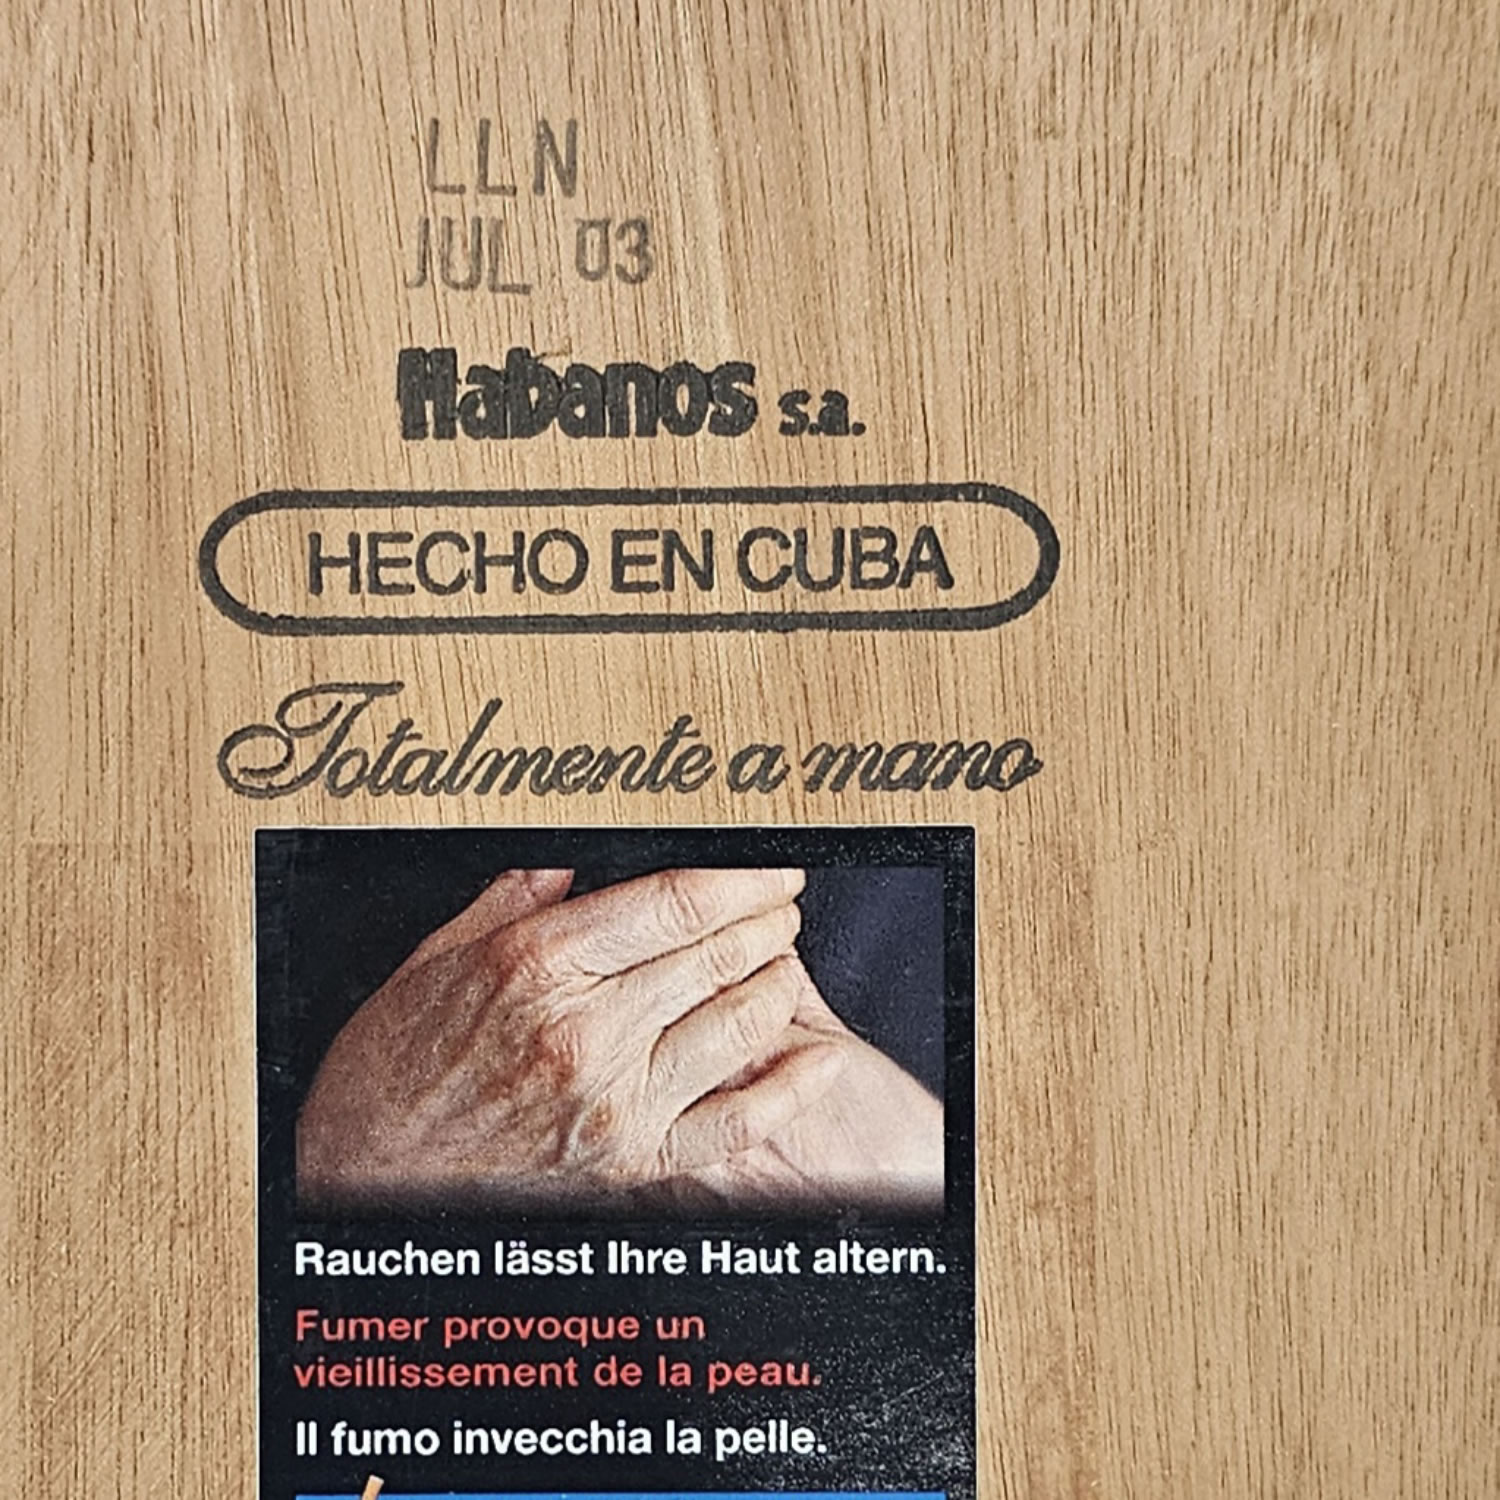 LLN
JUL 03
Habanos s.a.
HECHO EN CUBA
Totalmente a mano
Rauchen lässt Ihre Haut altern.
Fumer provoque un
vieillissement de la peau.
Il fumo invecchia la pelle.